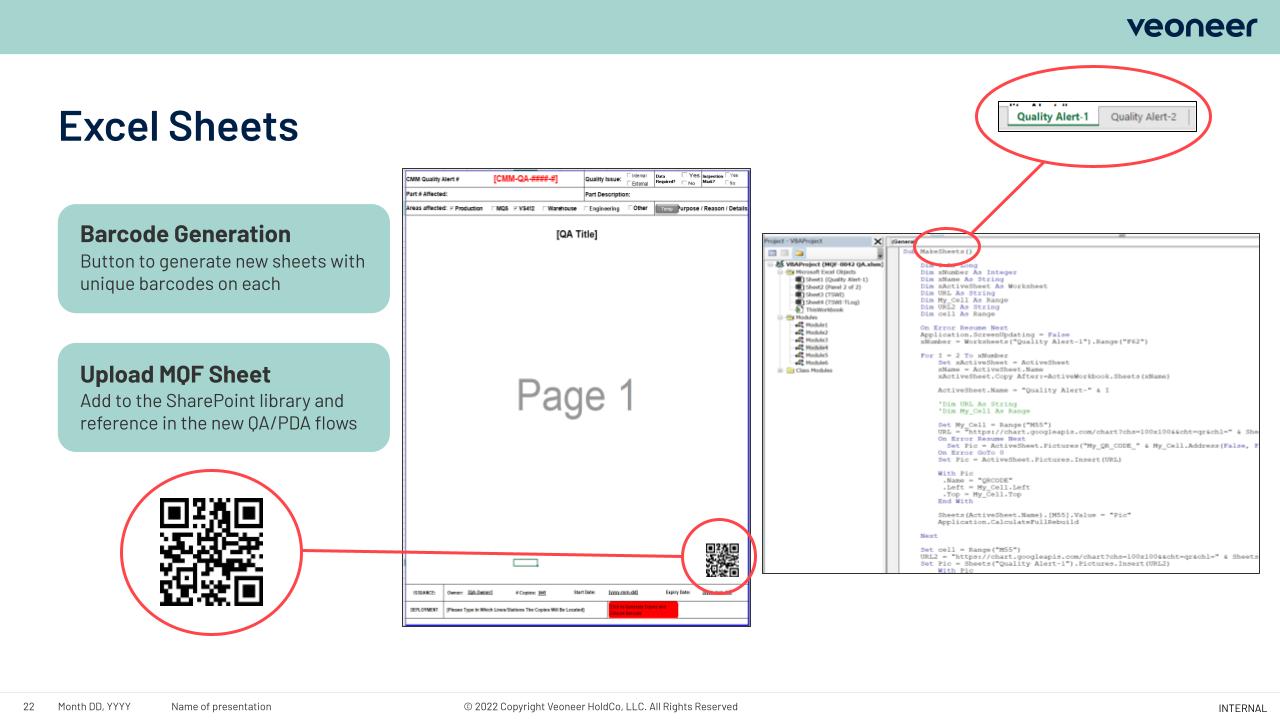 veoneer
Excel Sheets
Quality Alert-1 Quality Alert-2
Barcode Generation
Button to generate new sheets with
unique barcodes on each
Upload MQF Sheet
Add to the SharePoint library and
reference in the new QA/PDA flows
CMM Quality Alert # [CMM-QA-####-#] Quality Issue: Internal External Data Required? Yes No Inspection Mark? Yes No
Part # Affected: Part Description:
Areas affected: Production MQS VS412 Warehouse Engineering Other Temp Purpose / Reason / Details
[QA Title]
Page 1
ISSUANCE: Owner: [QA Owner] # Copies: [##] Start Date: [yyyy-mm-dd] Expiry Date:
DEPLOYMENT [Please Type In Which Lines/Stations The Copies Will Be Located]
Project - VBAProject
VBAProject (MQF-0042 QA.xlsm)
Microsoft Excel Objects
Sheet1 (Quality Alert-1)
Sheet2 (Panel 2 of 2)
Sheet3 (TSWI)
Sheet4 (TSWI TLog)
ThisWorkbook
Modules
Module1
Module2
Module3
Module4
Module5
Module6
Class Modules
(General)
Sub MakeSheets()
Dim xNumber As Integer
Dim xName As String
Dim xActiveSheet As Worksheet
Dim URL As String
Dim My_Cell As Range
Dim URL2 As String
Dim cell As Range
On Error Resume Next
Application.ScreenUpdating = False
xNumber = Worksheets("Quality Alert-1").Range("F62")
For I = 2 To xNumber
Set xActiveSheet = ActiveSheet
xName = ActiveSheet.Name
xActiveSheet.Copy After:=ActiveWorkbook.Sheets(xName)
ActiveSheet.Name = "Quality Alert-" & I
'Dim URL As String
'Dim My_Cell As Range
Set My_Cell = Range("M55")
URL = "https://chart.googleapis.com/chart?chs=100x100&&cht=qr&chl=" & She
On Error Resume Next
Set Pic = ActiveSheet.Pictures("My_QR_CODE_" & My_Cell.Address(False, F
On Error GoTo 0
Set Pic = ActiveSheet.Pictures.Insert(URL)
With Pic
.Name = "QRCODE"
.Left = My_Cell.Left
.Top = My_Cell.Top
End With
Sheets(ActiveSheet.Name).[M55].Value = "Pic"
Application.CalculateFullRebuild
Next
Set cell = Range("M55")
URL2 = "https://chart.googleapis.com/chart?chs=100x100&&cht=qr&chl=" & Sheets
Set Pic = Sheets("Quality Alert-1").Pictures.Insert(URL2)
With Pic
22 Month DD, YYYY Name of presentation © 2022 Copyright Veoneer HoldCo, LLC. All Rights Reserved INTERNAL